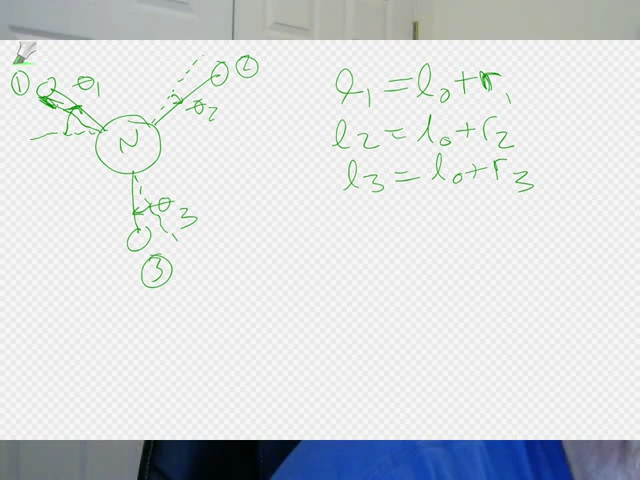 ① θ1
② θ2
N
θ3
③
l1 = l0 + r1
l2 = l0 + r2
l3 = l0 + r3